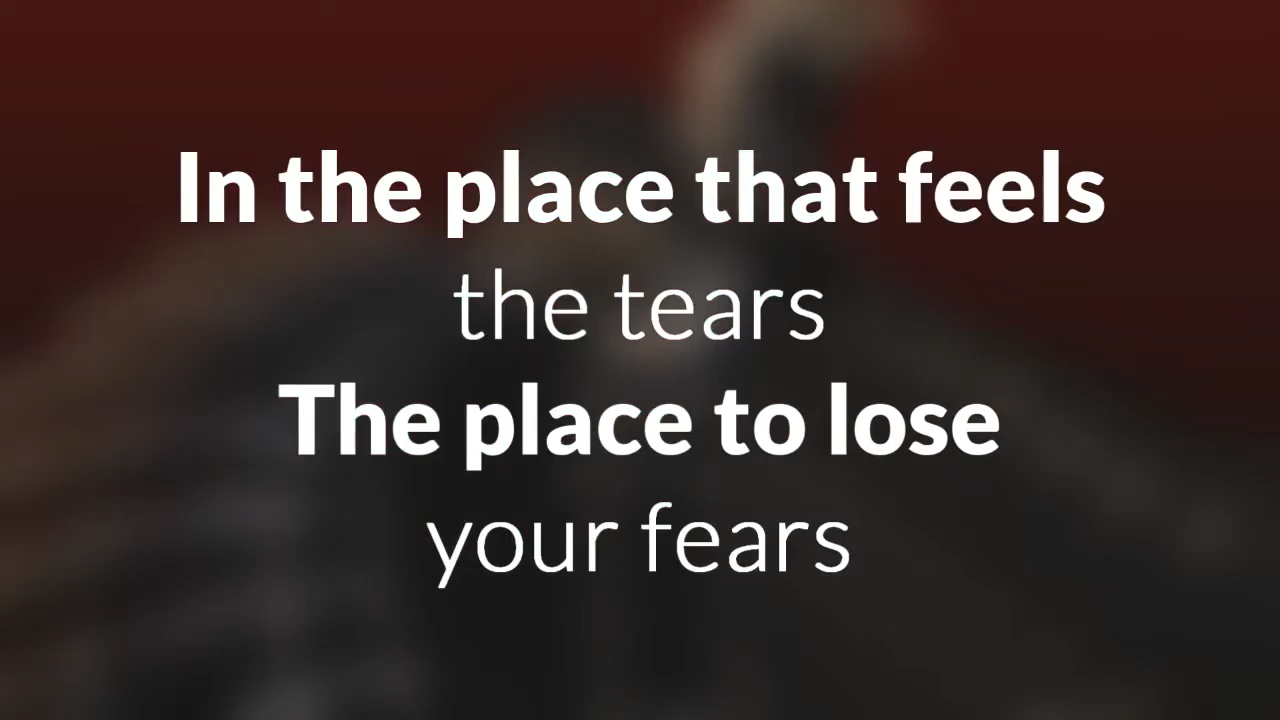 In the place that feels
the tears
The place to lose
your fears